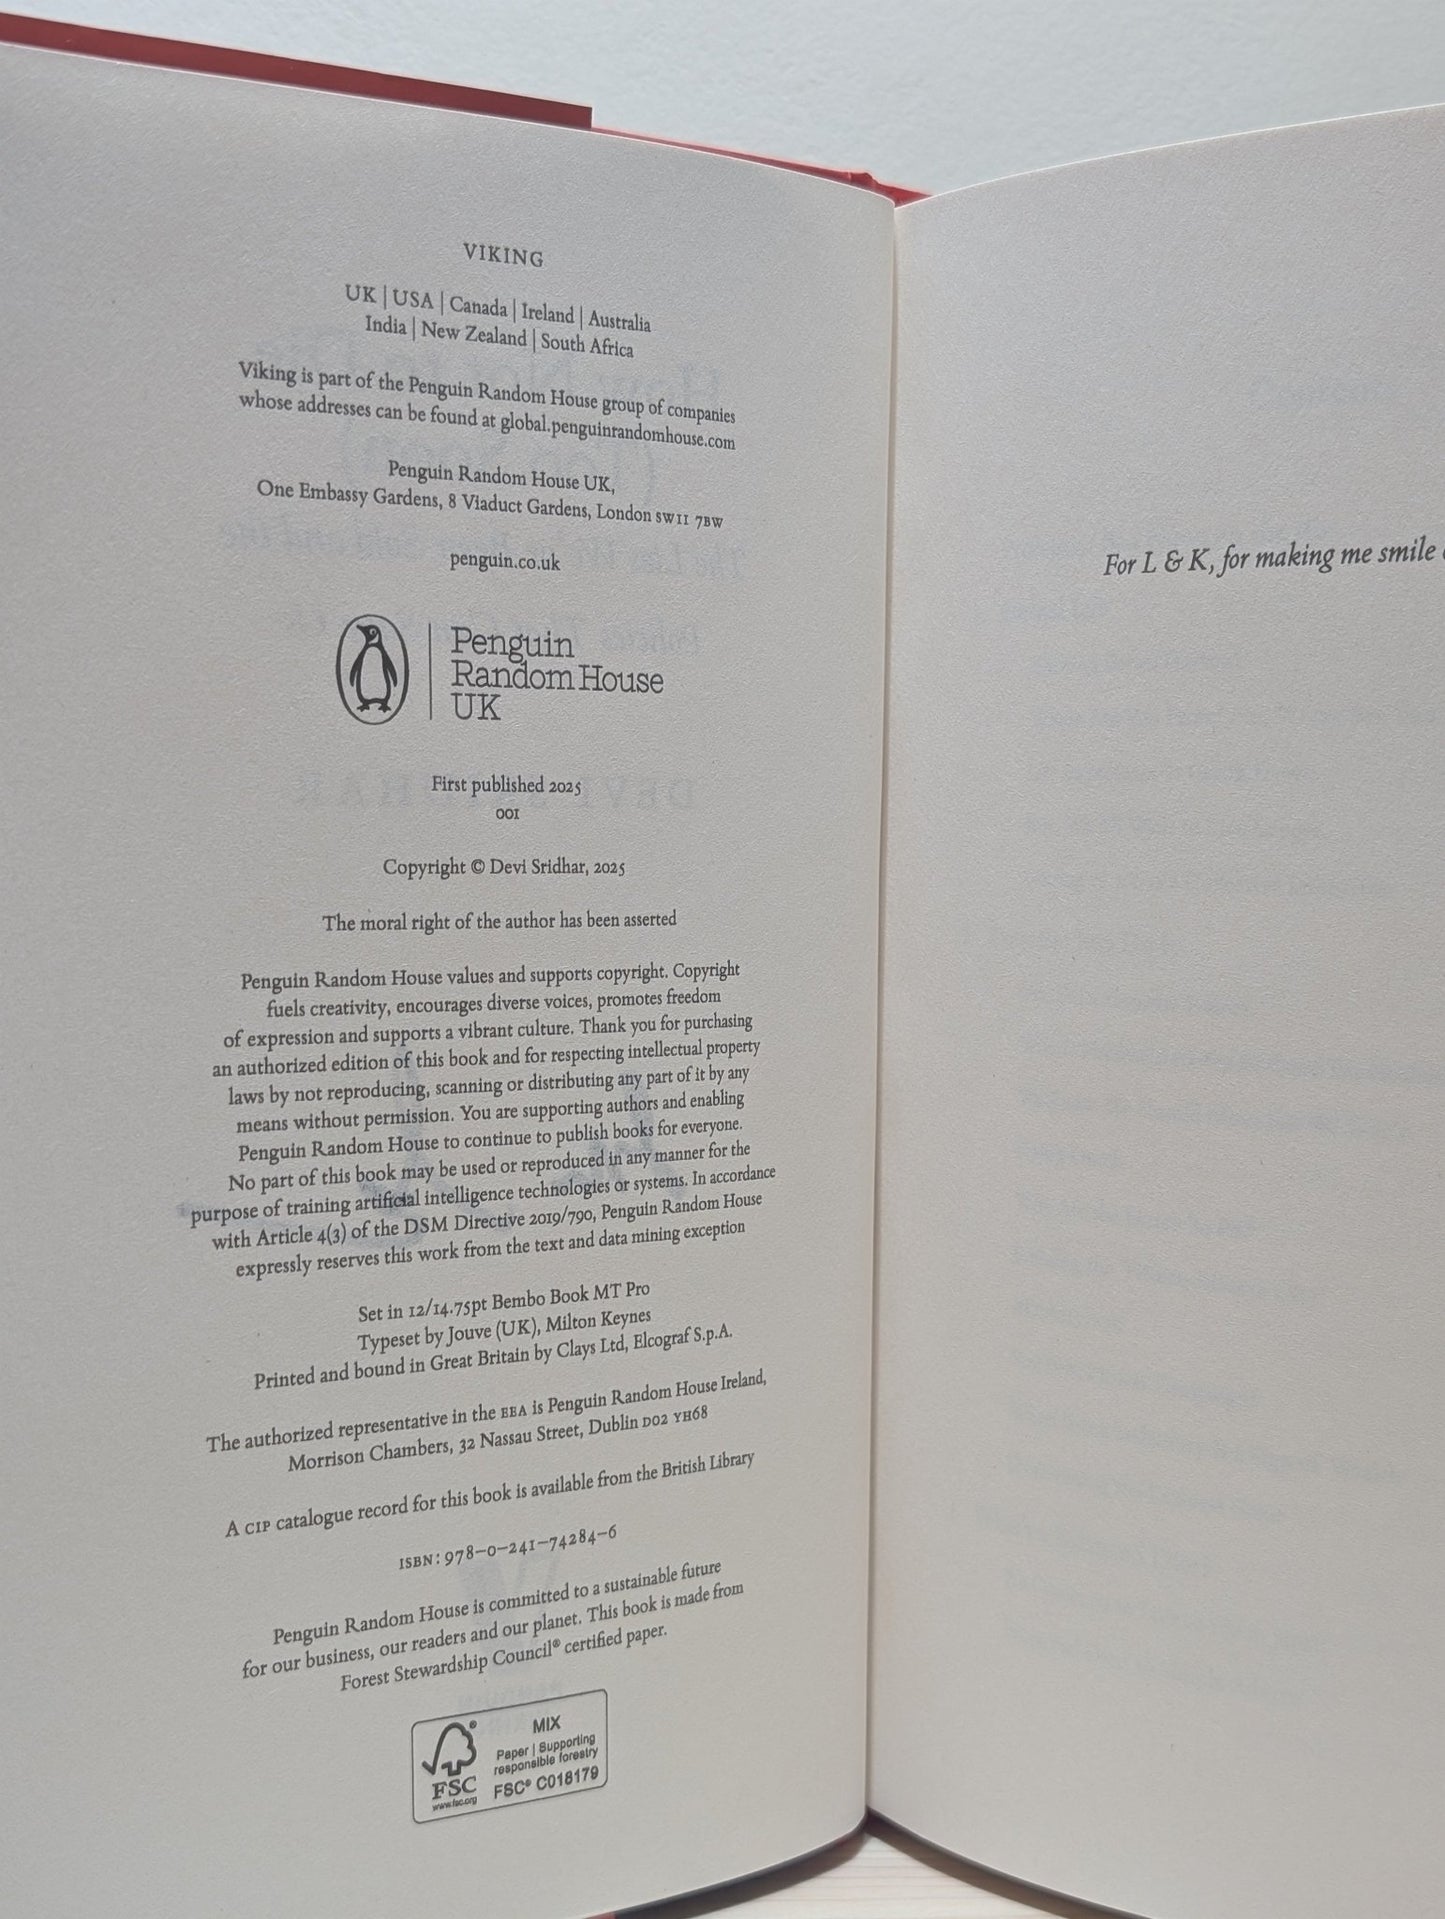 VIKING
UK | USA | Canada | Ireland | Australia
India | New Zealand | South Africa
Viking is part of the Penguin Random House group of companies
whose addresses can be found at global.penguinrandomhouse.com
Penguin Random House UK,
One Embassy Gardens, 8 Viaduct Gardens, London SW11 7BW
penguin.co.uk
Penguin
Random House
UK
First published 2025
001
Copyright © Devi Sridhar, 2025
The moral right of the author has been asserted
Penguin Random House values and supports copyright. Copyright
fuels creativity, encourages diverse voices, promotes freedom
of expression and supports a vibrant culture. Thank you for purchasing
an authorized edition of this book and for respecting intellectual property
laws by not reproducing, scanning or distributing any part of it by any
means without permission. You are supporting authors and enabling
Penguin Random House to continue to publish books for everyone.
No part of this book may be used or reproduced in any manner for the
purpose of training artificial intelligence technologies or systems. In accordance
with Article 4(3) of the DSM Directive 2019/790, Penguin Random House
expressly reserves this work from the text and data mining exception
Set in 12/14.75pt Bembo Book MT Pro
Typeset by Jouve (UK), Milton Keynes
Printed and bound in Great Britain by Clays Ltd, Elcograf S.p.A.
The authorized representative in the EEA is Penguin Random House Ireland,
Morrison Chambers, 32 Nassau Street, Dublin D02 YH68
A CIP catalogue record for this book is available from the British Library
ISBN: 978-0-241-74284-6
Penguin Random House is committed to a sustainable future
for our business, our readers and our planet. This book is made from
Forest Stewardship Council® certified paper.
MIX
Paper | Supporting
responsible forestry
FSC® C018179
FSC
www.fsc.org
For L & K, for making me smile